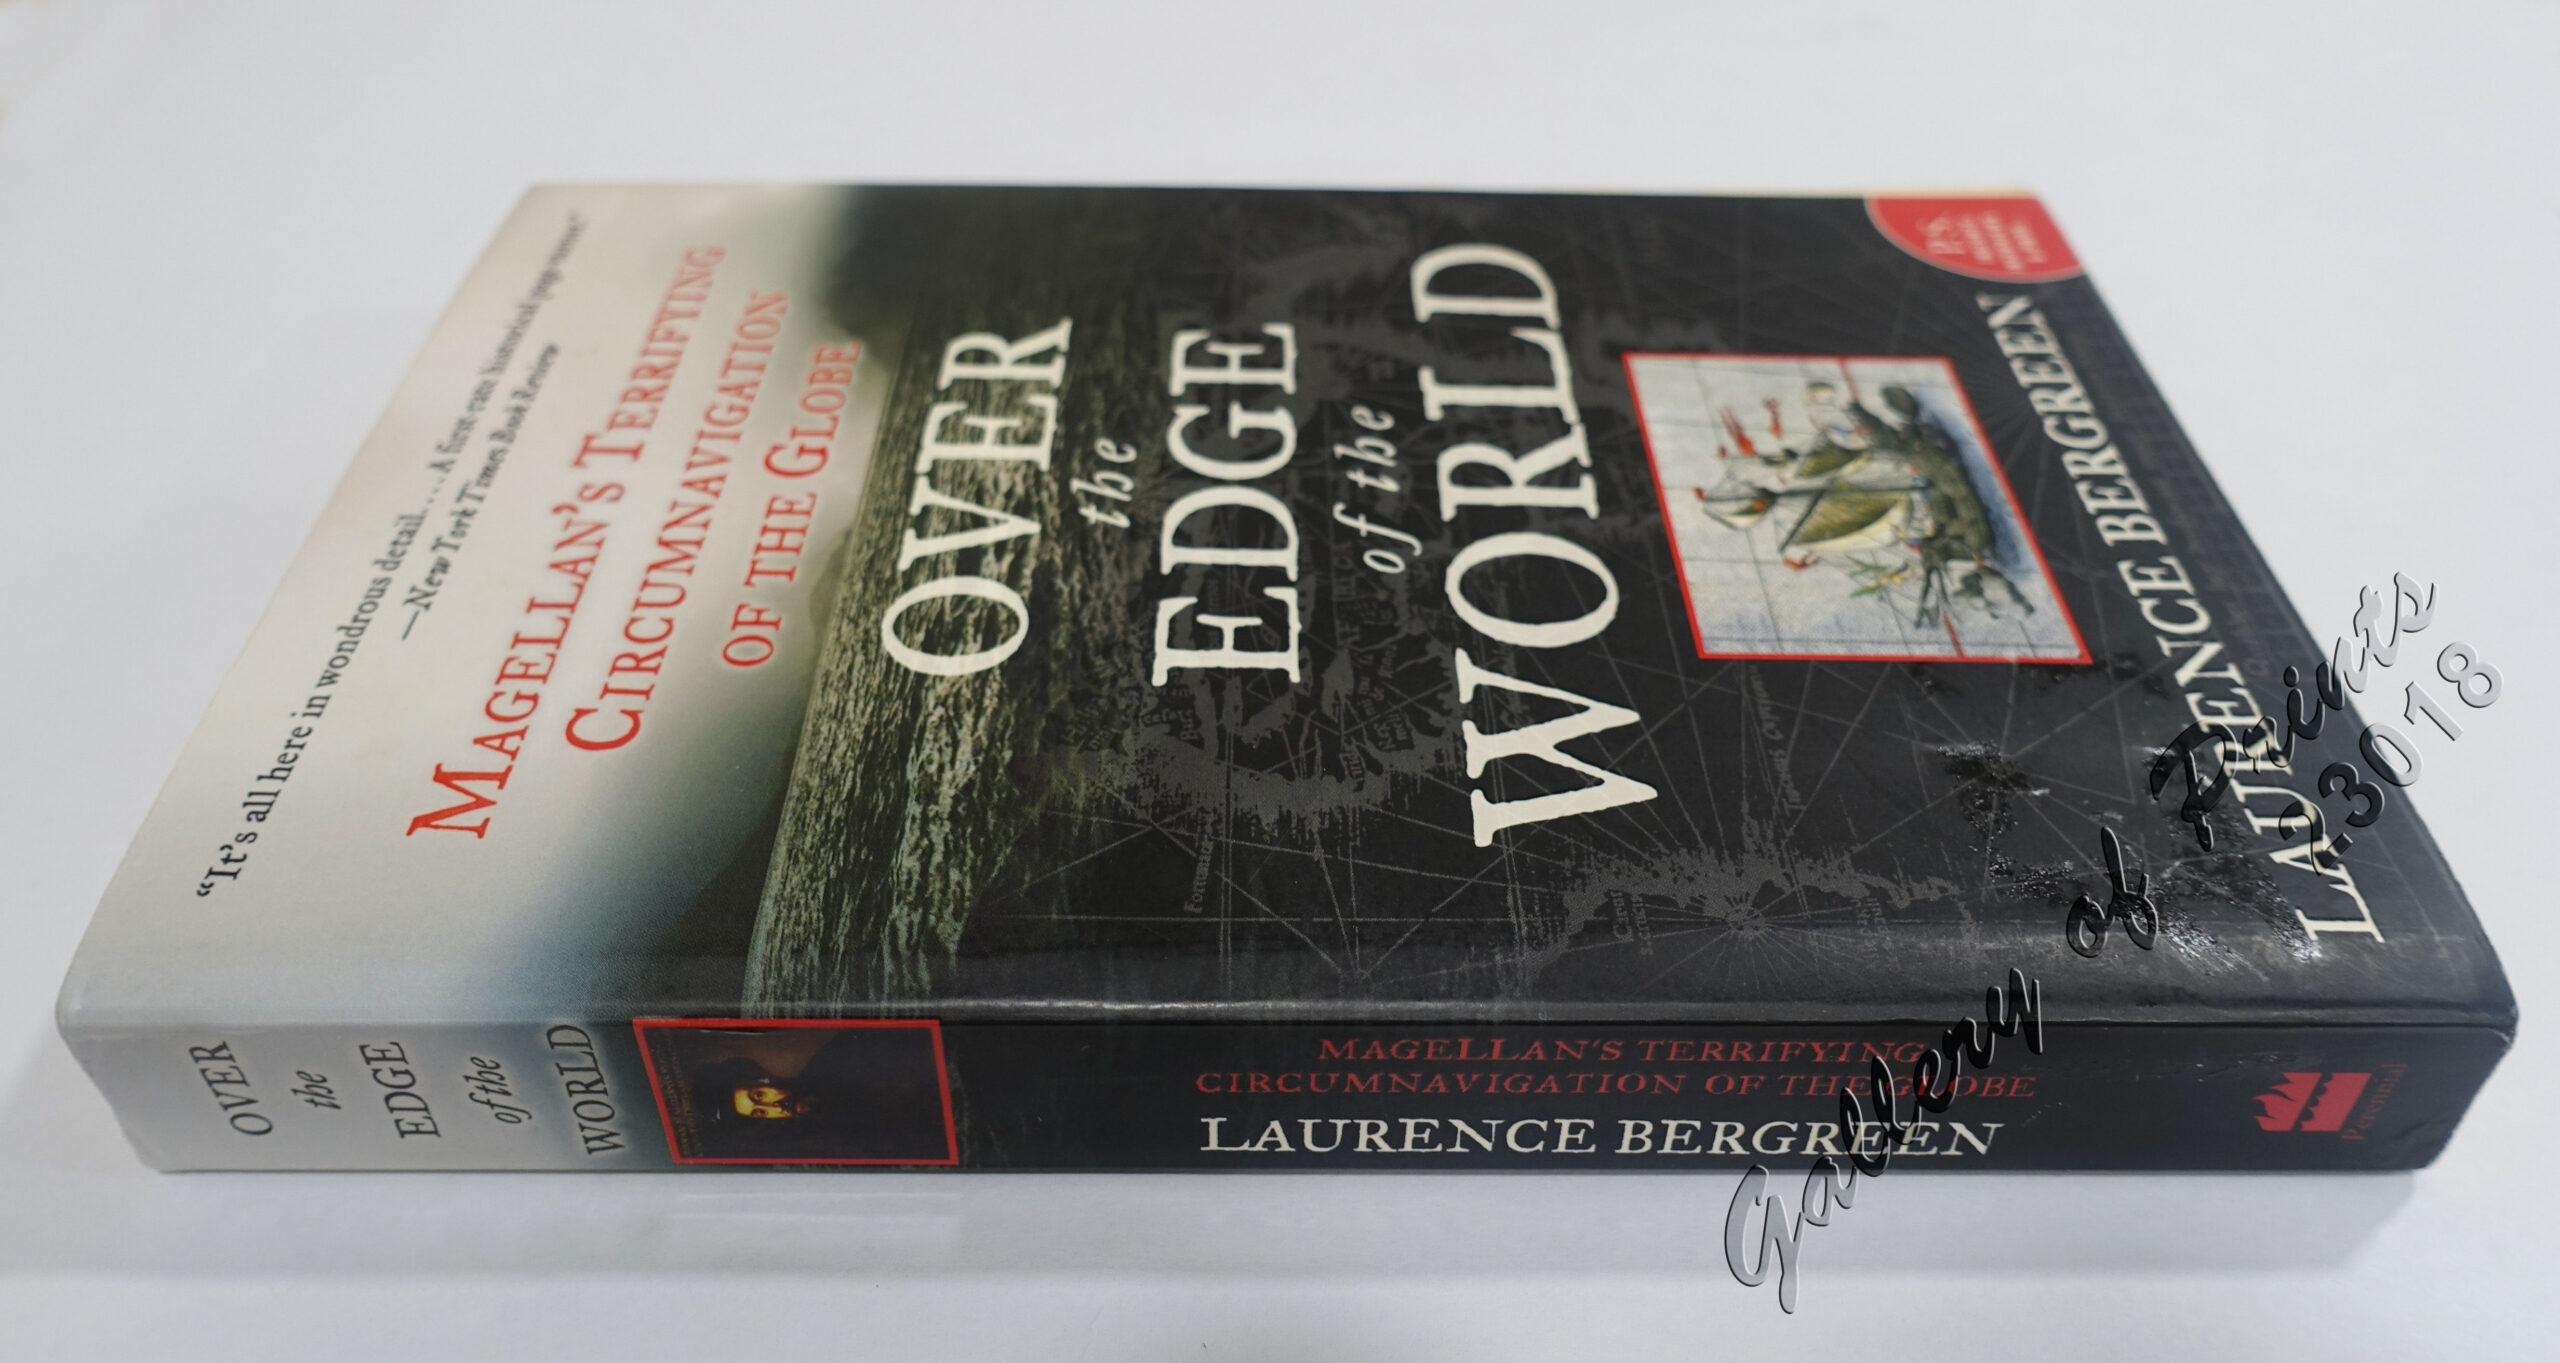 “It’s all here in wondrous detail. . . . A first-rate historical page-turner.”
—New York Times Book Review
MAGELLAN’S TERRIFYING
CIRCUMNAVIGATION
OF THE GLOBE
OVER
the
EDGE
of the
WORLD
LAURENCE BERGREEN
P.S.
OVER
the
EDGE
of the
WORLD
MAGELLAN’S TERRIFYING
CIRCUMNAVIGATION OF THE GLOBE
LAURENCE BERGREEN
Perennial
Gallery of Prints
23018